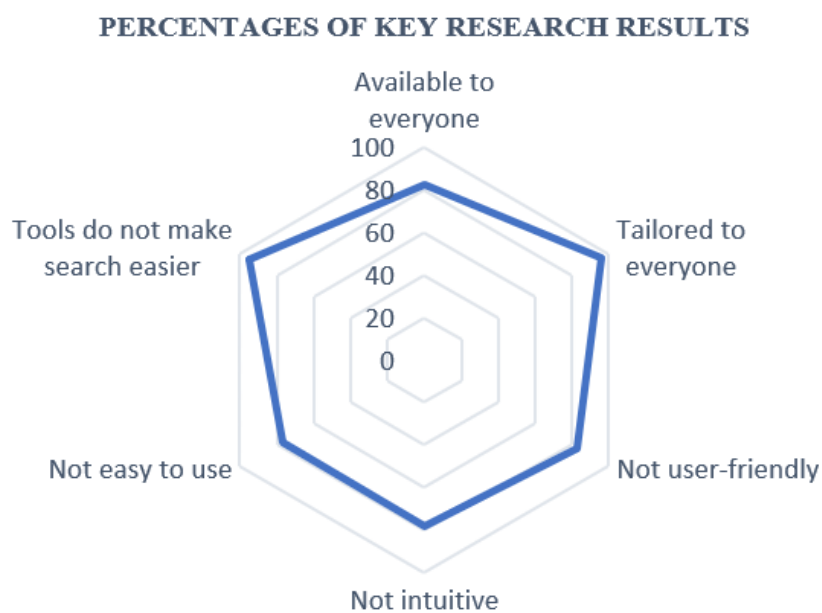 PERCENTAGES OF KEY RESEARCH RESULTS
Available to
everyone
100
80
60
40
20
0
Tailored to
everyone
Not user-friendly
Not intuitive
Not easy to use
Tools do not make
search easier